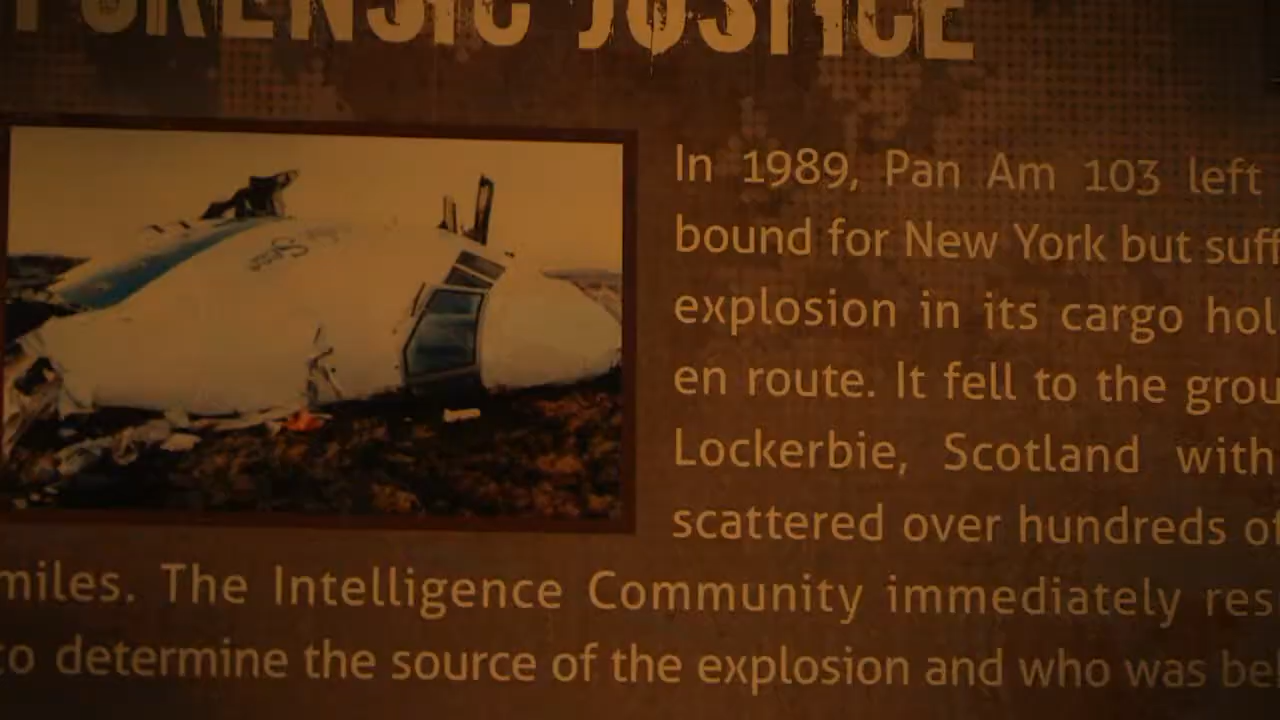 FORENSIC JUSTICE
In 1989, Pan Am 103 left
bound for New York but suff
explosion in its cargo hol
en route. It fell to the grou
Lockerbie, Scotland with
scattered over hundreds of
miles. The Intelligence Community immediately res
to determine the source of the explosion and who was be